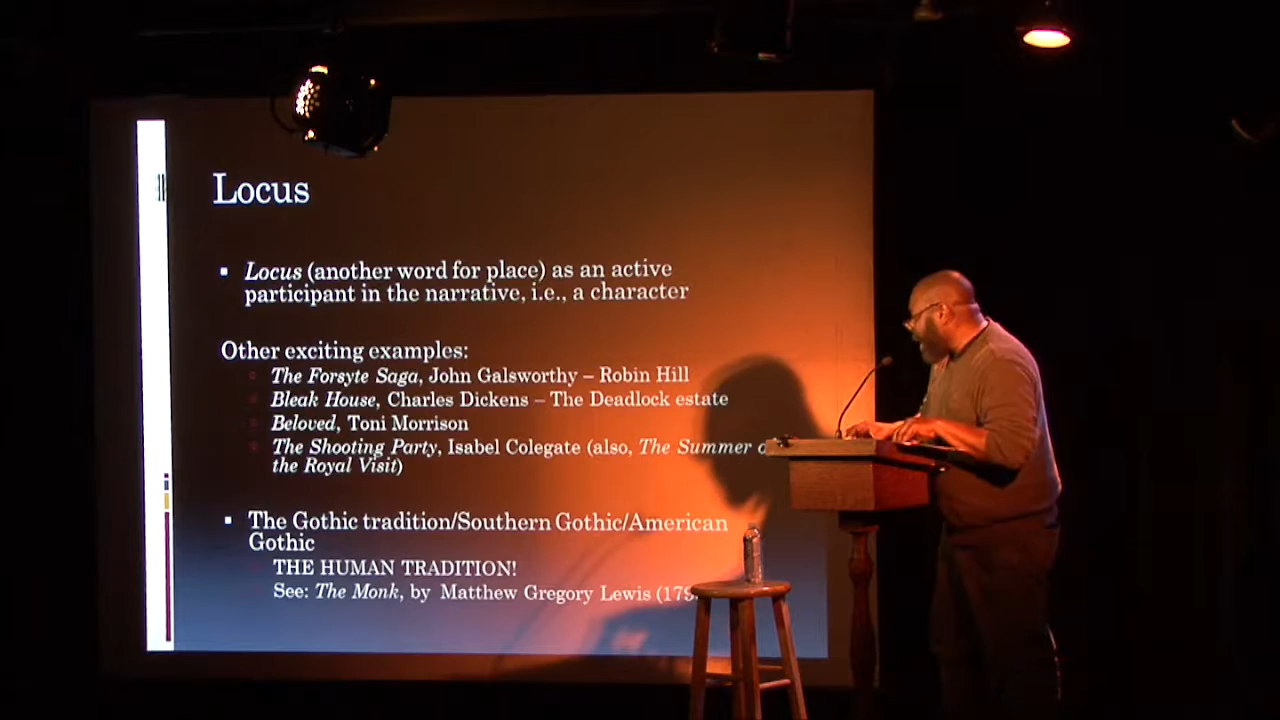 Locus
Locus (another word for place) as an active
participant in the narrative, i.e., a character
Other exciting examples:
The Forsyte Saga, John Galsworthy – Robin Hill
Bleak House, Charles Dickens – The Deadlock estate
Beloved, Toni Morrison
The Shooting Party, Isabel Colegate (also, The Summer
the Royal Visit)
The Gothic tradition/Southern Gothic/American
Gothic
THE HUMAN TRADITION!
See: The Monk, by Matthew Gregory Lewis